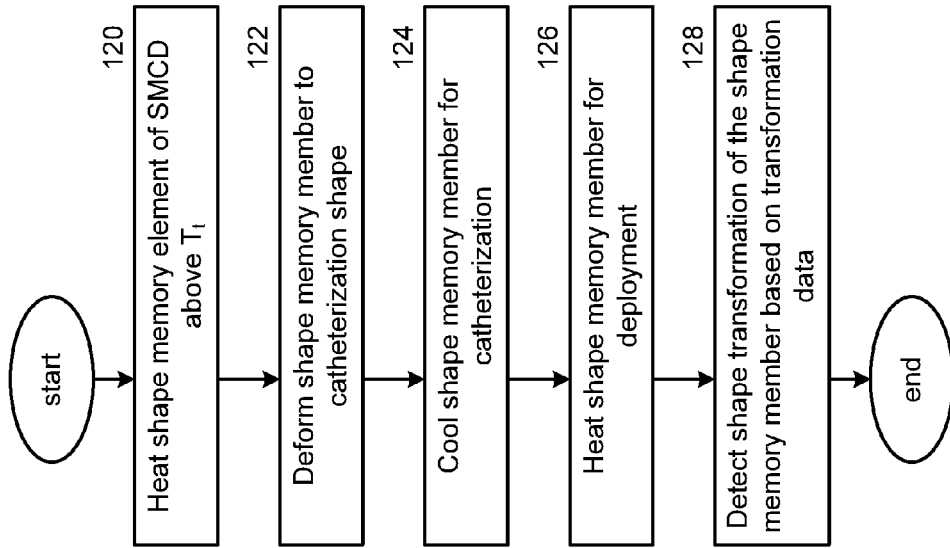 start
120
Heat shape memory element of SMCD
above Tt
122
Deform shape memory member to
catheterization shape
124
Cool shape memory member for
catheterization
126
Heat shape memory member for
deployment
128
Detect shape transformation of the shape
memory member based on transformation
data
end